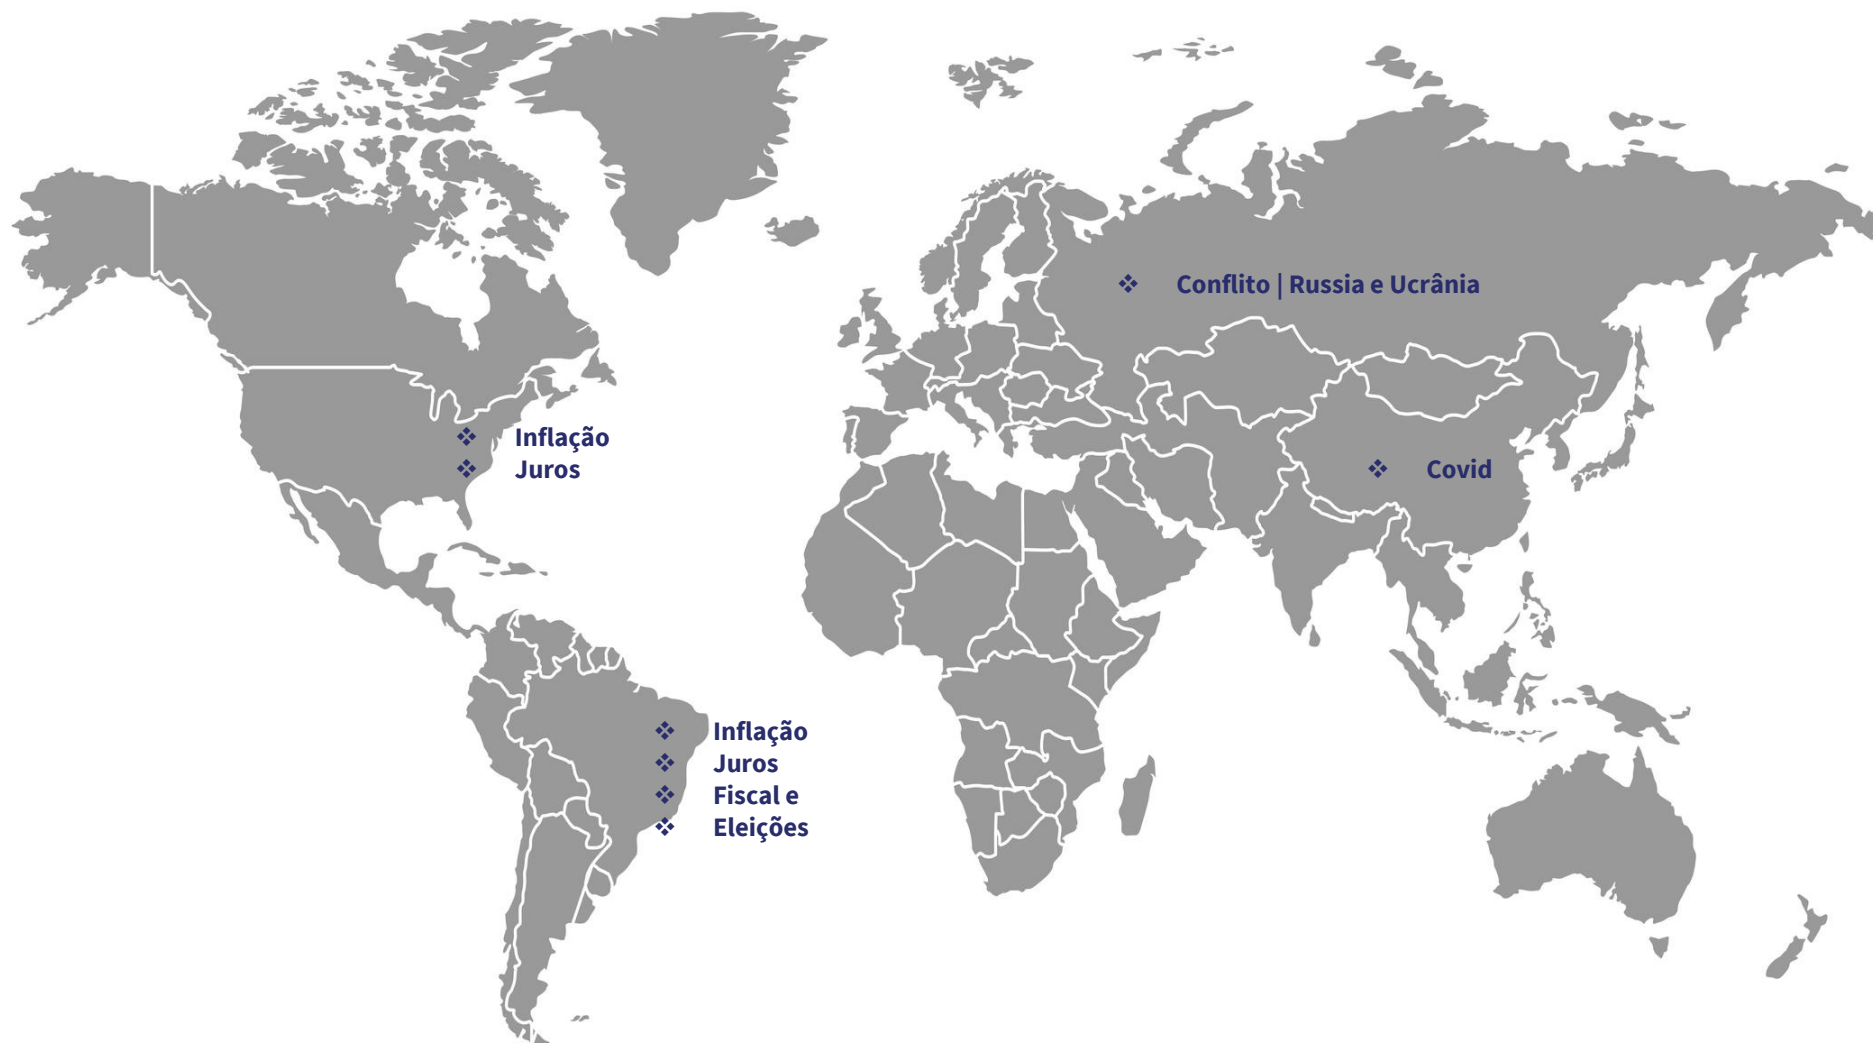 ❖ Conflito | Russia e Ucrânia
❖ Inflação
❖ Juros
❖ Covid
❖ Inflação
❖ Juros
❖ Fiscal e
❖ Eleições